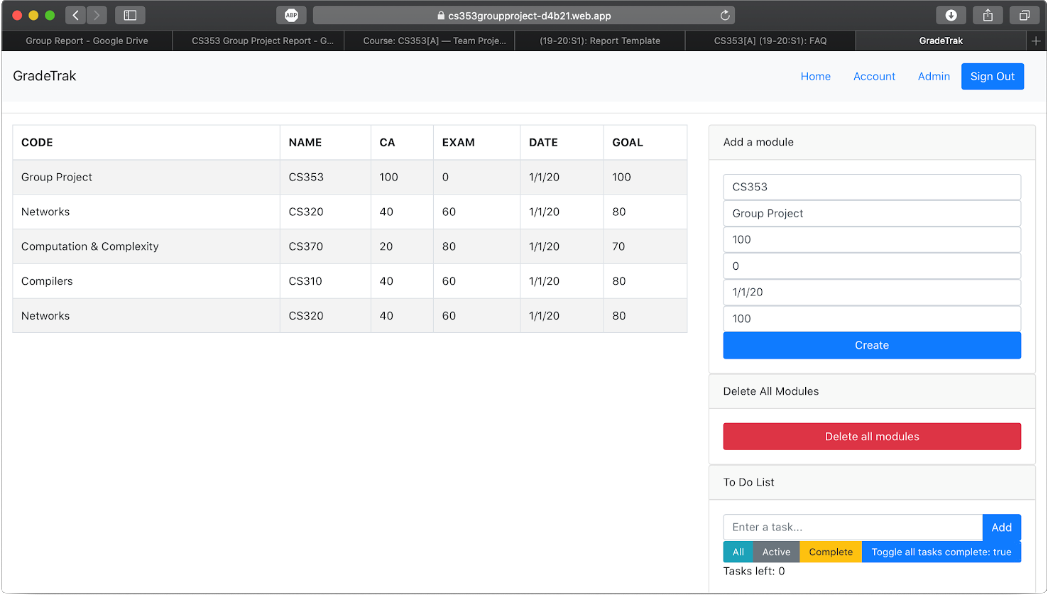 ABP
cs353groupproject-d4b21.web.app
Group Report - Google Drive
CS353 Group Project Report - G...
Course: CS353[A] — Team Proje...
(19-20:S1): Report Template
CS353[A] (19-20:S1): FAQ
GradeTrak
GradeTrak
Home Account Admin Sign Out
CODE NAME CA EXAM DATE GOAL
Group Project CS353 100 0 1/1/20 100
Networks CS320 40 60 1/1/20 80
Computation & Complexity CS370 20 80 1/1/20 70
Compilers CS310 40 60 1/1/20 80
Networks CS320 40 60 1/1/20 80
Add a module
CS353
Group Project
100
0
1/1/20
100
Create
Delete All Modules
Delete all modules
To Do List
Enter a task... Add
All Active Complete Toggle all tasks complete: true
Tasks left: 0